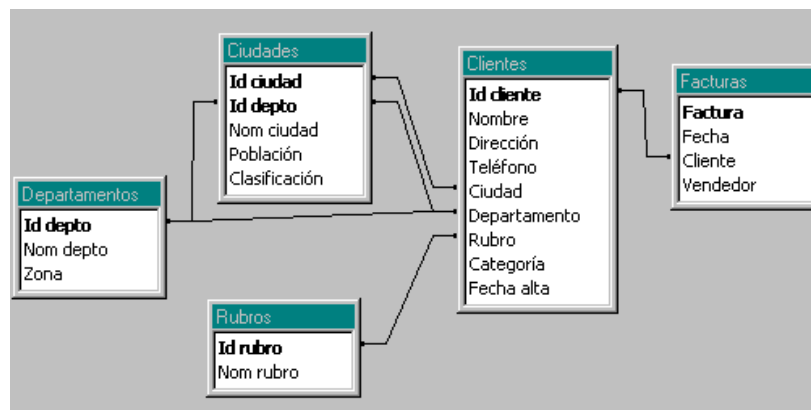 Ciudades
Id ciudad
Id depto
Nom ciudad
Población
Clasificación
Clientes
Id cliente
Nombre
Dirección
Teléfono
Ciudad
Departamento
Rubro
Categoría
Fecha alta
Facturas
Factura
Fecha
Cliente
Vendedor
Departamentos
Id depto
Nom depto
Zona
Rubros
Id rubro
Nom rubro